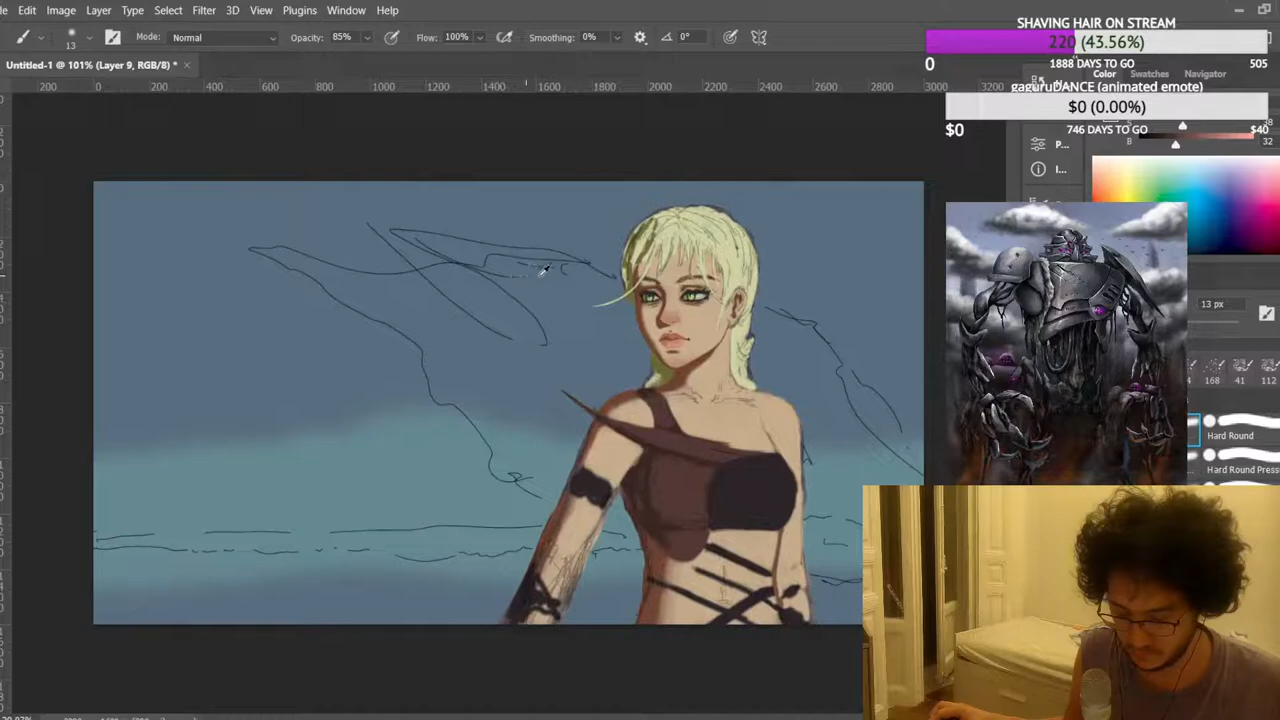 Edit Image Layer Type Select Filter 3D View Plugins Window Help
13 Mode: Normal Opacity: 85% Flow: 100% Smoothing: 0% 0°
SHAVING HAIR ON STREAM
220 (43.56%)
0 1888 DAYS TO GO 505
Untitled-1 @ 101% (Layer 9, RGB/8) *
Color Swatches Navigator
gaguruDANCE (animated emote)
$0 (0.00%)
$0 746 DAYS TO GO $40
200 0 200 400 600 800 1000 1200 1400 1600 1800 2000 2200 2400 2600 2800 3000 3200
B 32
P...
I...
13 px
168 41 112
Hard Round
Hard Round Press